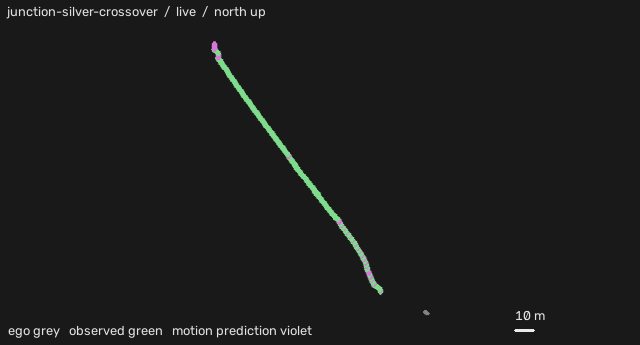 junction-silver-crossover / live / north up
10 m
ego grey observed green motion prediction violet